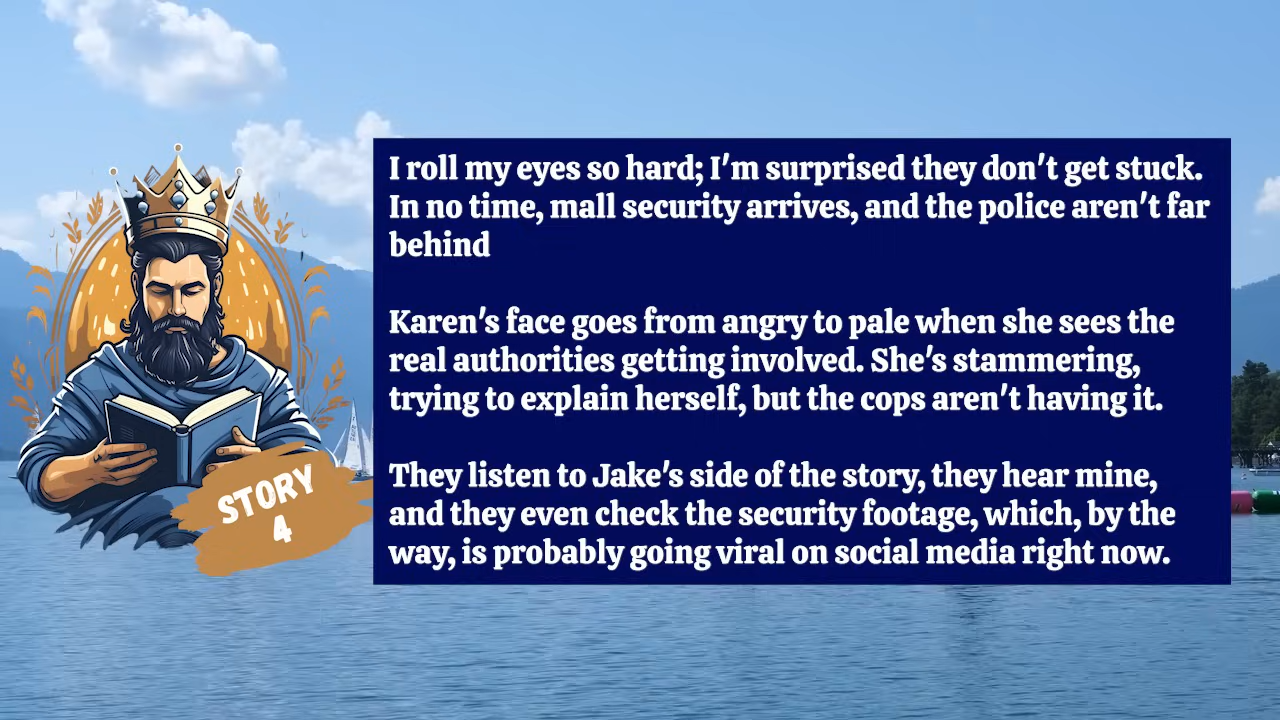 I roll my eyes so hard; I'm surprised they don't get stuck.
In no time, mall security arrives, and the police aren't far
behind
Karen's face goes from angry to pale when she sees the
real authorities getting involved. She's stammering,
trying to explain herself, but the cops aren't having it.
They listen to Jake's side of the story, they hear mine,
and they even check the security footage, which, by the
way, is probably going viral on social media right now.
STORY
4